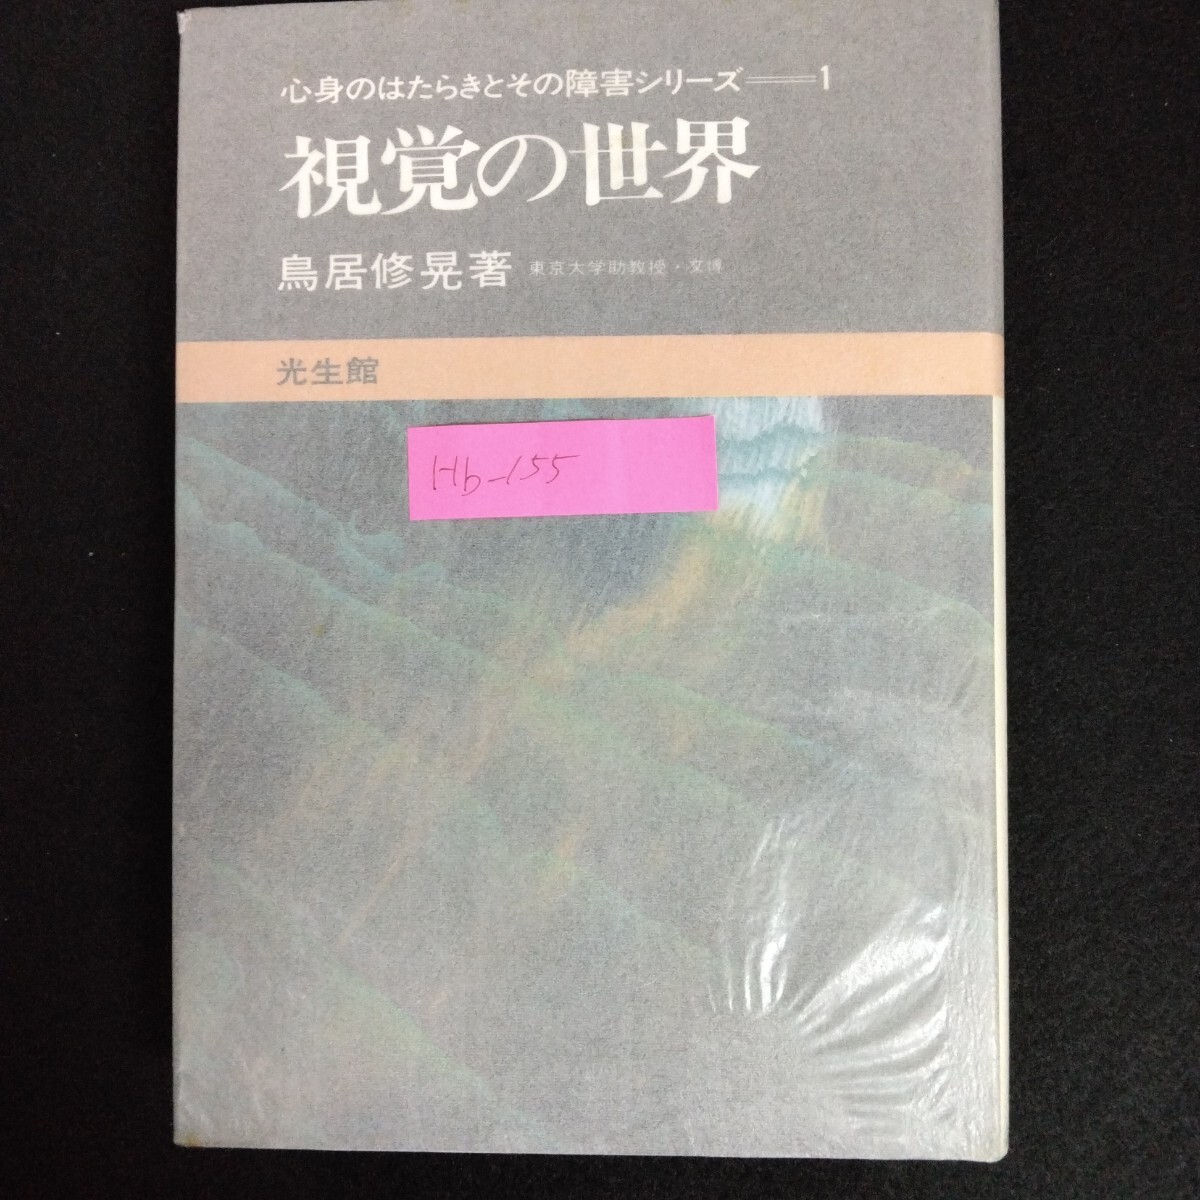 心身のはたらきとその障害シリーズ──1
視覚の世界
鳥居修晃著 東京大学助教授・文博
光生館
Hb-155